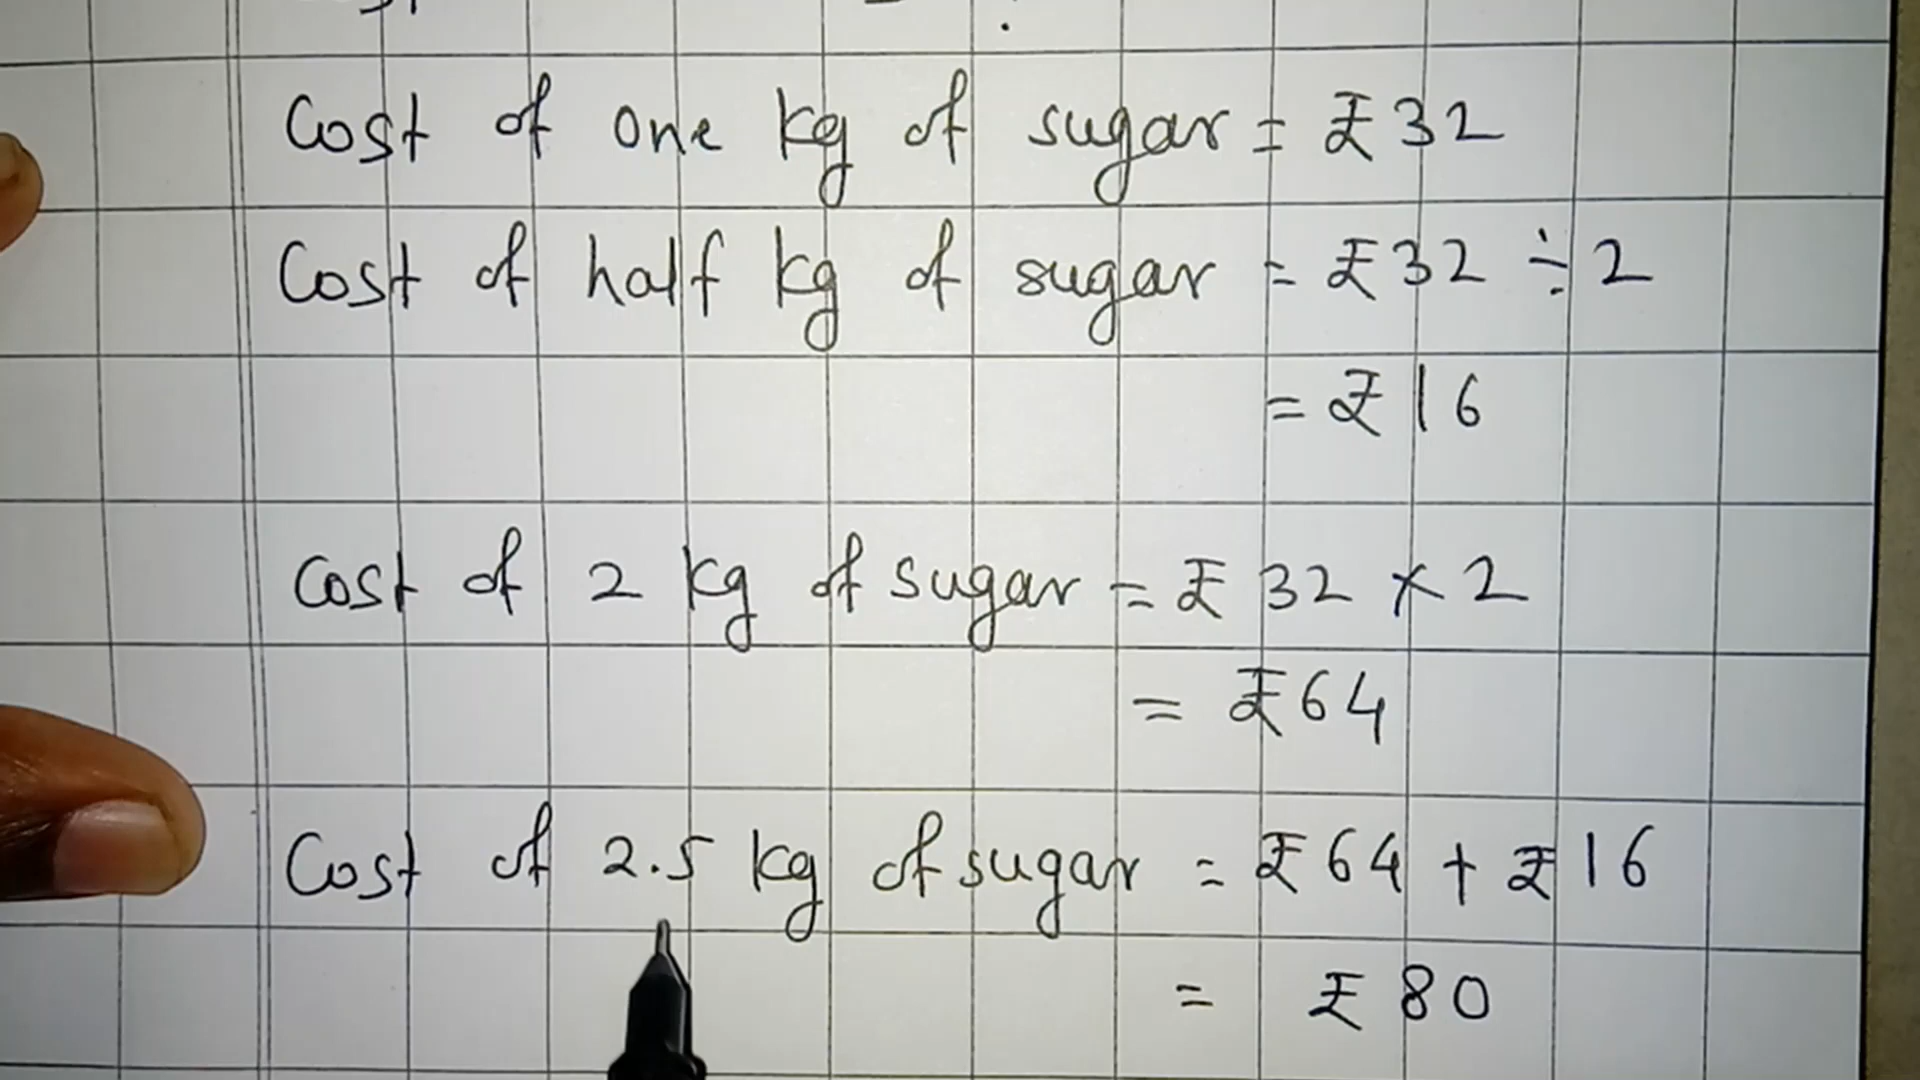 Cost of one kg of sugar = ₹32
Cost of half kg of sugar = ₹32 ÷ 2
= ₹16
Cost of 2 kg of sugar = ₹32 × 2
= ₹64
Cost of 2.5 kg of sugar = ₹64 + ₹16
= ₹80